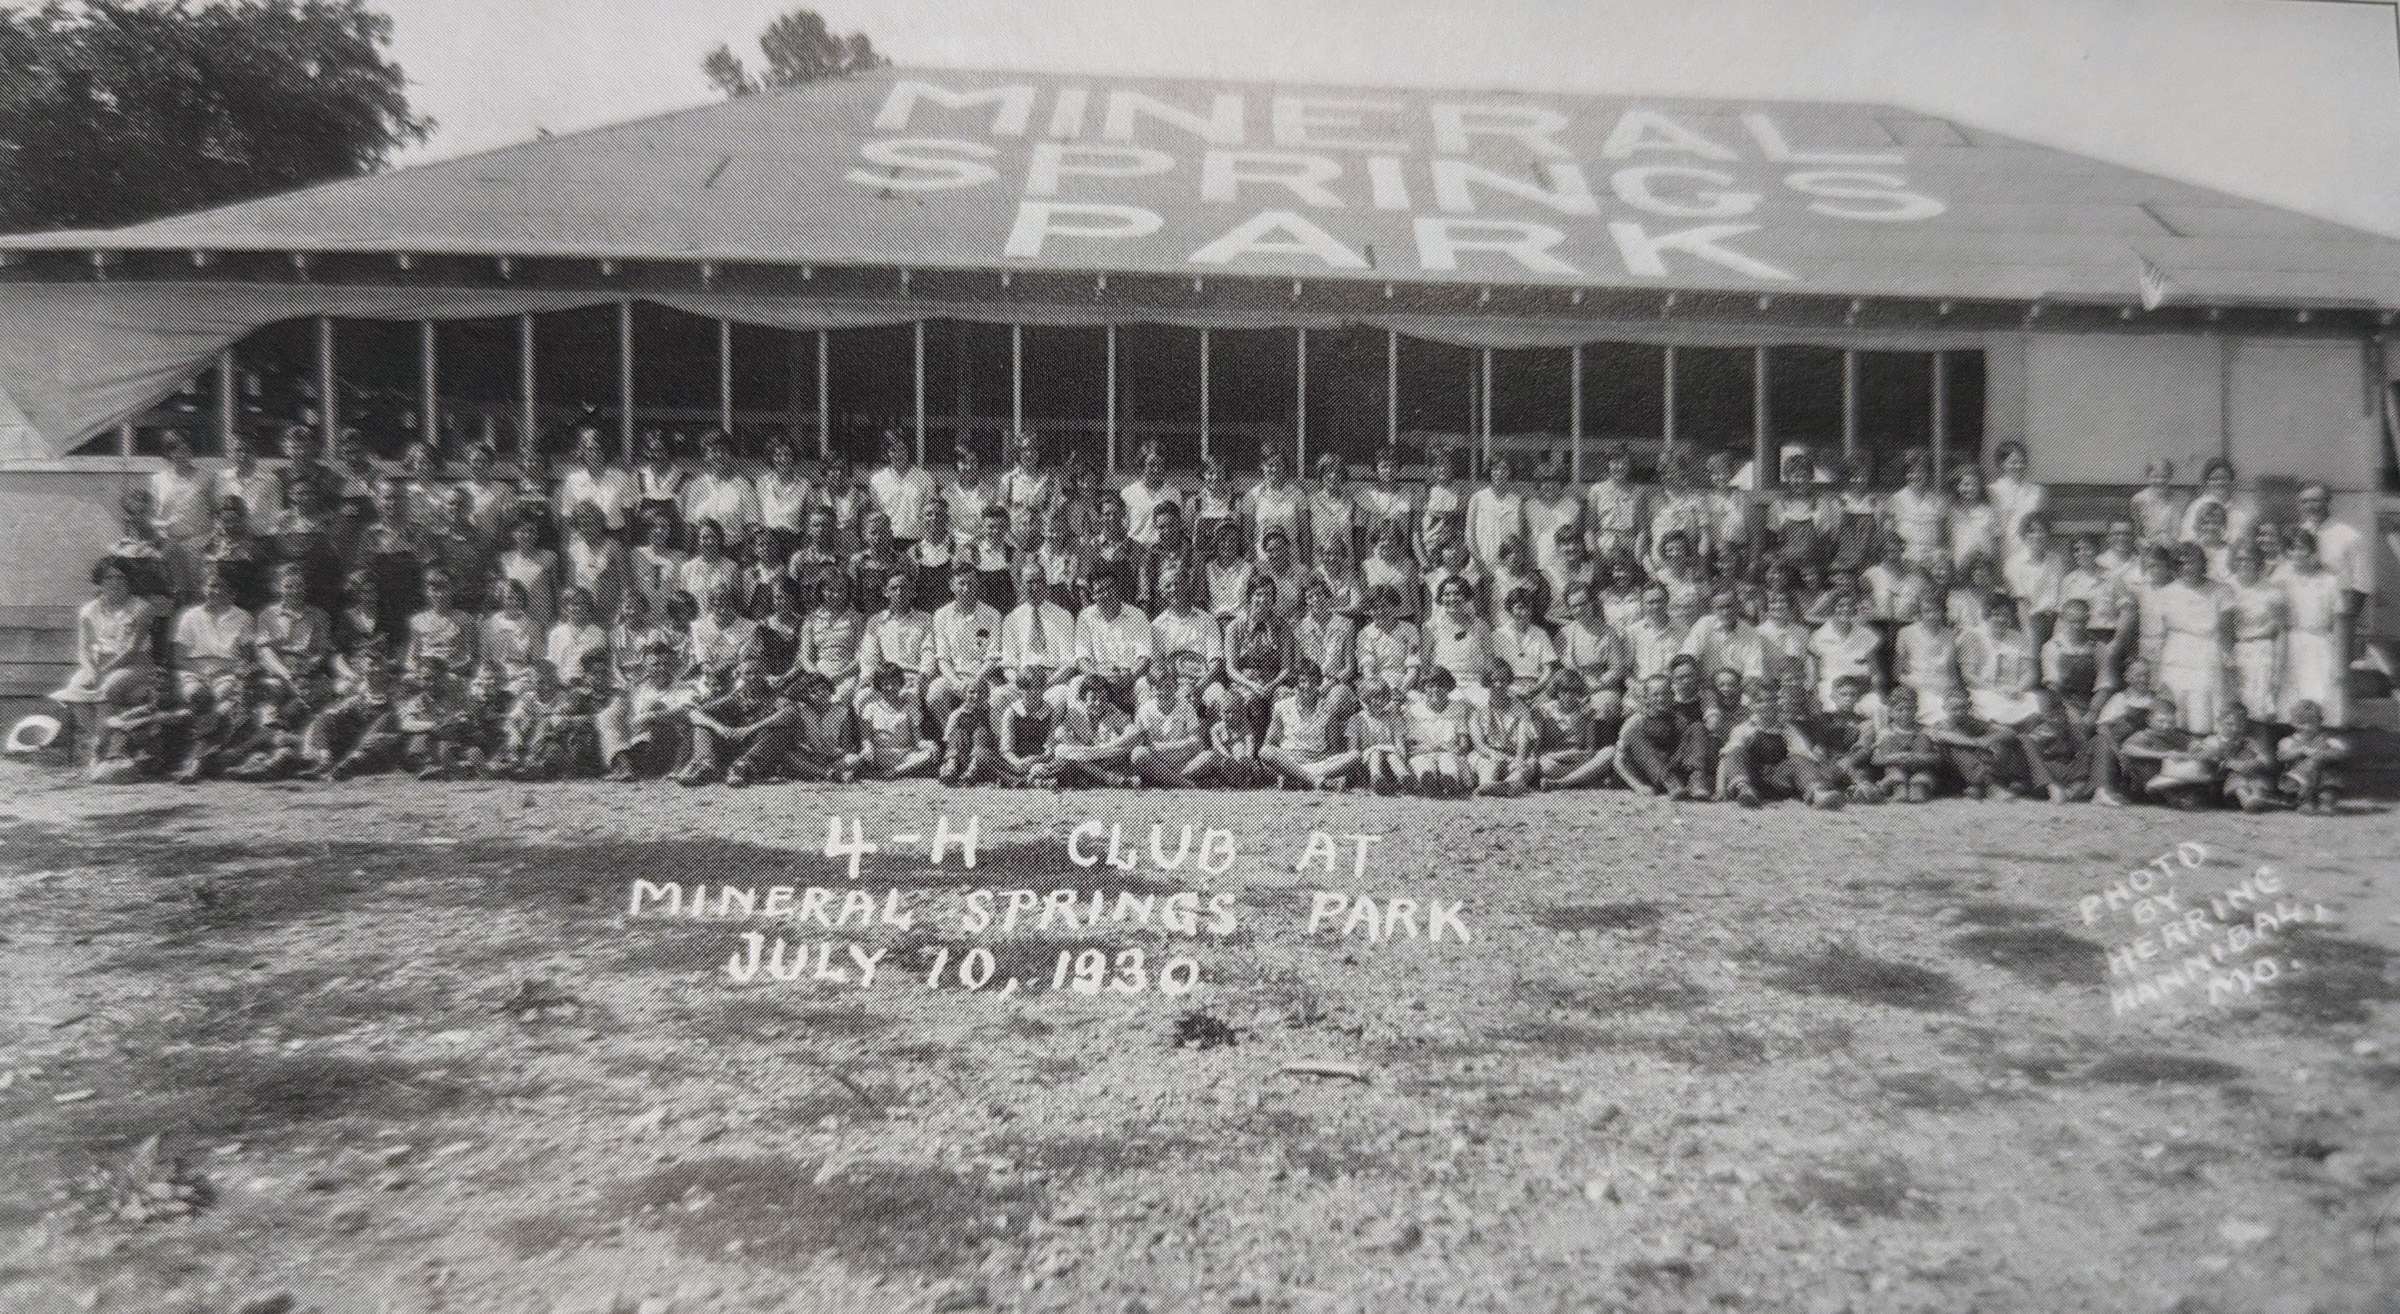 MINERAL
SPRINGS
PARK
4-H CLUB AT
MINERAL SPRINGS PARK
JULY 10, 1930
PHOTO
BY
HERRING
HANNIBAL,
MO.